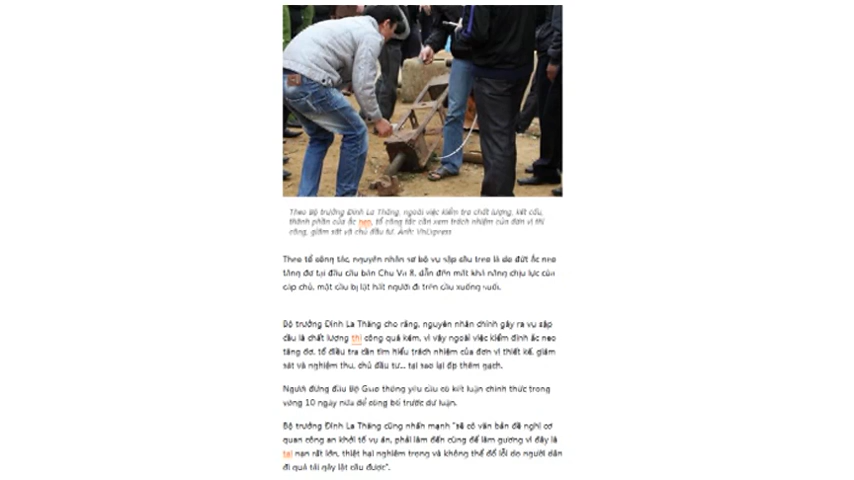 Theo Bộ trưởng Đinh La Thăng, ngoài việc kiểm tra chất lượng, kết cấu,
thành phần của ắc neo, tổ công tác cần xem trách nhiệm của đơn vị thi
công, giám sát và chủ đầu tư. Ảnh: VnExpress
Theo tổ công tác, nguyên nhân sơ bộ vụ sập cầu treo là do đứt ắc neo
tăng đơ tại đầu cầu bản Chu Va 8, dẫn đến mất khả năng chịu lực của
cáp chủ, mặt cầu bị lật hất người đi trên cầu xuống suối.
Bộ trưởng Đinh La Thăng cho rằng, nguyên nhân chính gây ra vụ sập
cầu là chất lượng thi công quá kém, vì vậy ngoài việc kiểm định ắc neo
tăng đơ, tổ điều tra cần tìm hiểu trách nhiệm của đơn vị thiết kế, giám
sát và nghiệm thu, chủ đầu tư... tại sao lại ốp thêm gạch.
Người đứng đầu Bộ Giao thông yêu cầu có kết luận chính thức trong
vòng 10 ngày nữa để công bố trước dư luận.
Bộ trưởng Đinh La Thăng cũng nhấn mạnh "sẽ có văn bản đề nghị cơ
quan công an khởi tố vụ án, phải làm đến cùng để làm gương vì đây là
tai nạn rất lớn, thiệt hại nghiêm trọng và không thể đổ lỗi do người dân
đi quá tải gây lật cầu được".